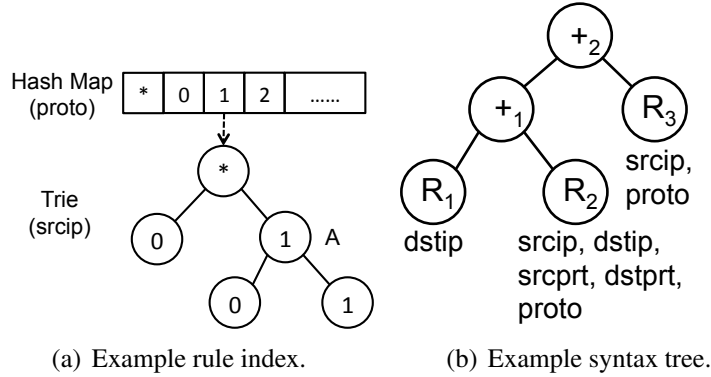 Hash Map
(proto)
* 0 1 2 ......
*
Trie
(srcip)
0
1
A
0
1
(a) Example rule index.
+2
+1
R3
srcip,
proto
R1
R2
dstip
srcip, dstip,
srcprt, dstprt,
proto
(b) Example syntax tree.